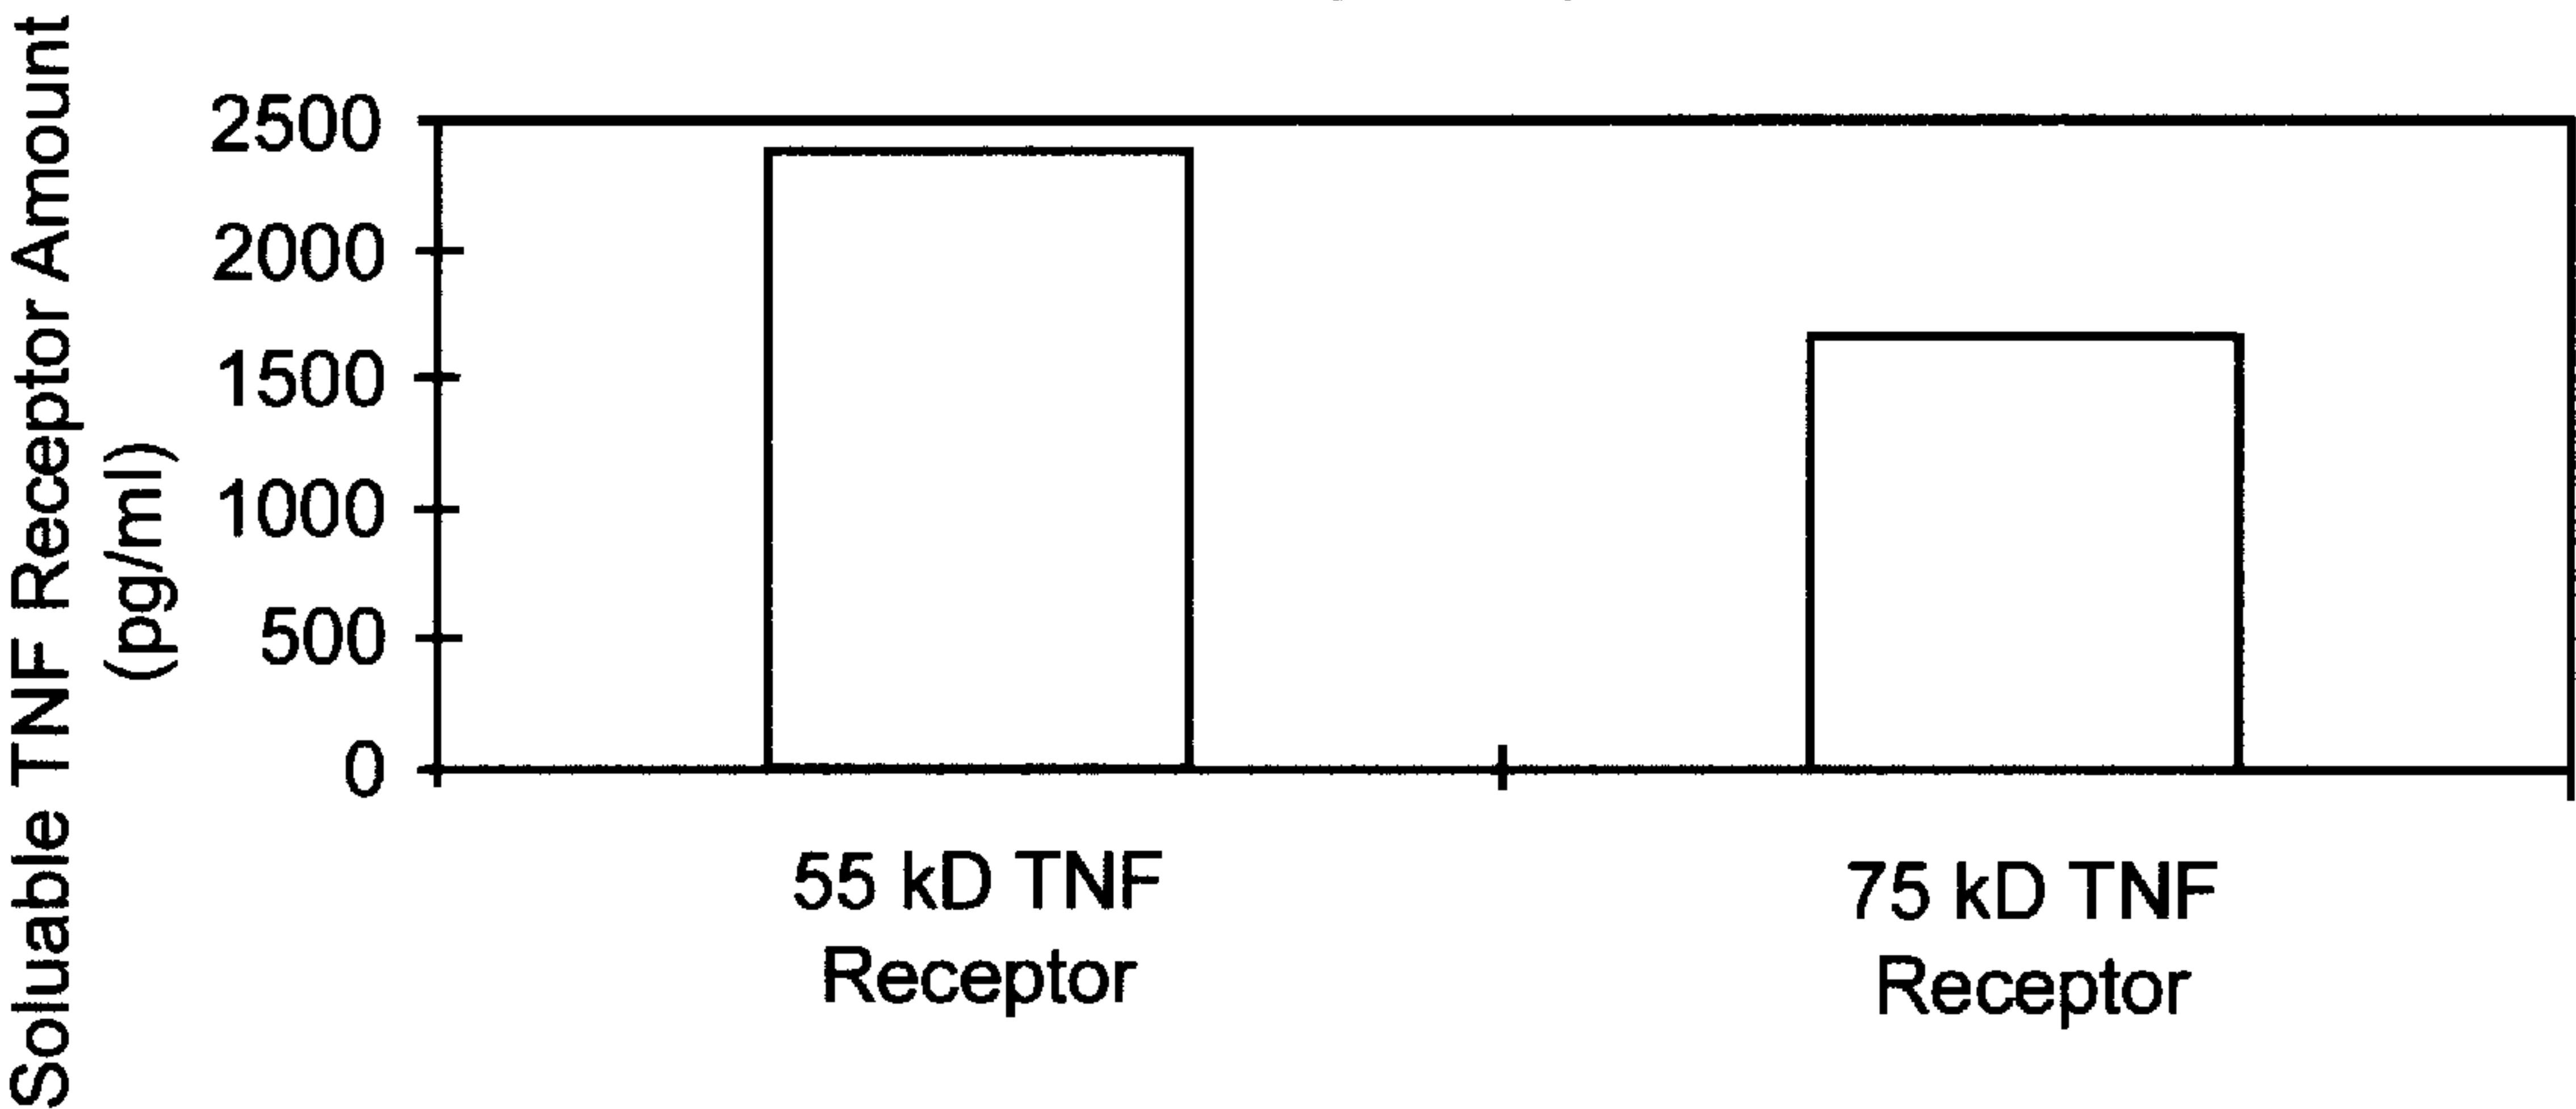 Soluable TNF Receptor Amount
(pg/ml)
2500
2000
1500
1000
500
0
55 kD TNF
Receptor
75 kD TNF
Receptor